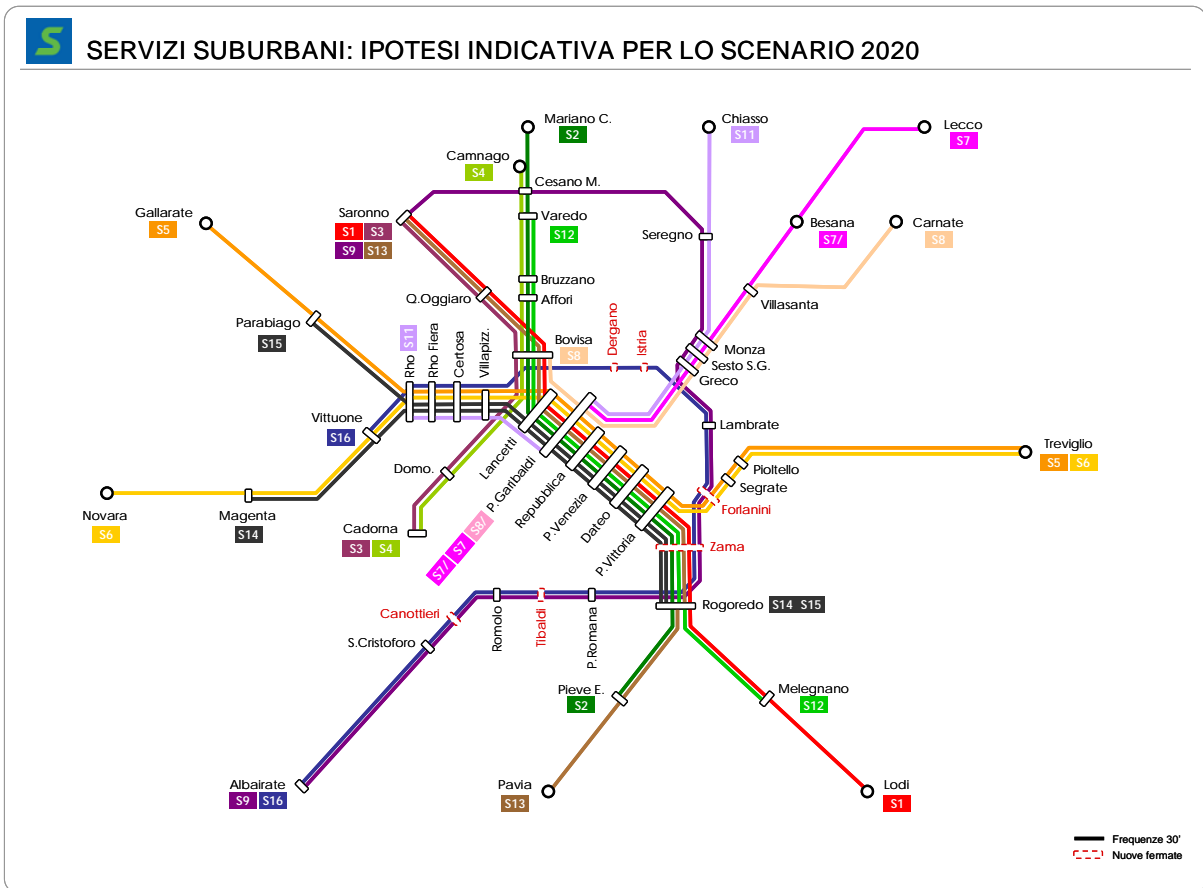 S
SERVIZI SUBURBANI: IPOTESI INDICATIVA PER LO SCENARIO 2020
Mariano C.
S2
Chiasso
S11
Lecco
S7
Camnago
S4
Cesano M.
Gallarate
S5
Saronno
S1 S3
S9 S13
Varedo
S12
Seregno
Besana
S7/
Carnate
S8
Bruzzano
Affori
Q.Oggiaro
Villasanta
Parabiago
S15
Rho S11
Rho Fiera
Certosa
Villapizz.
Bovisa
S8
Dergano
Istria
Monza
Sesto S.G.
Greco
Vittuone
S16
Lambrate
Domo.
Lancetti
P.Garibaldi
S7/ S7 S8/
Repubblica
P.Venezia
Dateo
P.Vittoria
Treviglio
S5 S6
Pioltello
Segrate
Forlanini
Novara
S6
Magenta
S14
Cadorna
S3 S4
Zama
Rogoredo S14 S15
Canottieri
S.Cristoforo
Romolo
Tibaldi
P.Romana
Pieve E.
S2
Melegnano
S12
Albairate
S9 S16
Pavia
S13
Lodi
S1
Frequenze 30'
Nuove fermate